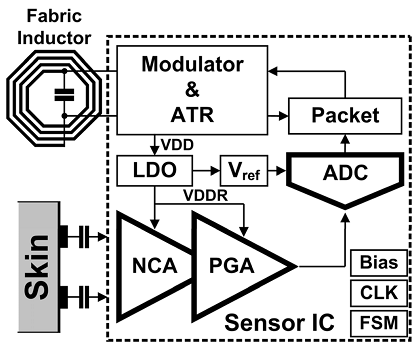 Fabric
Inductor
Modulator
&
ATR
Packet
VDD
LDO
Vref
ADC
VDDR
Skin
NCA
PGA
Bias
CLK
FSM
Sensor IC